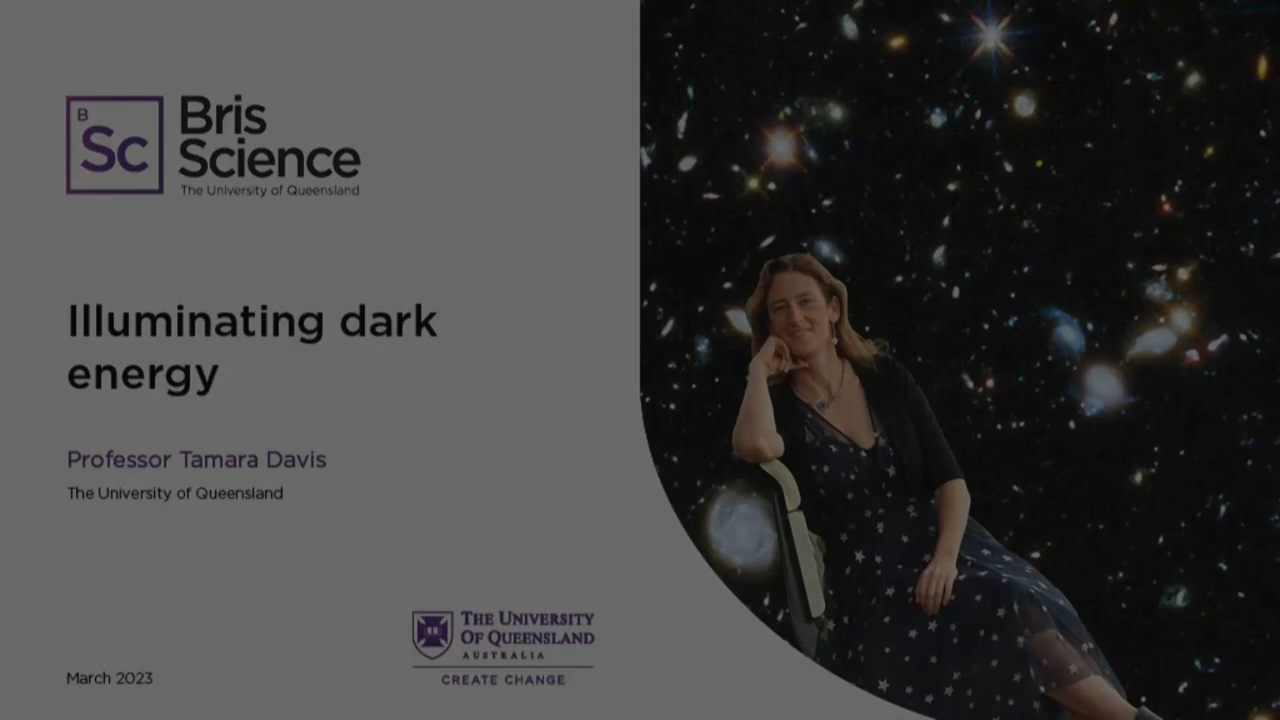 B
Sc
Bris
Science
The University of Queensland
Illuminating dark
energy
Professor Tamara Davis
The University of Queensland
March 2023
THE UNIVERSITY
OF QUEENSLAND
AUSTRALIA
CREATE CHANGE